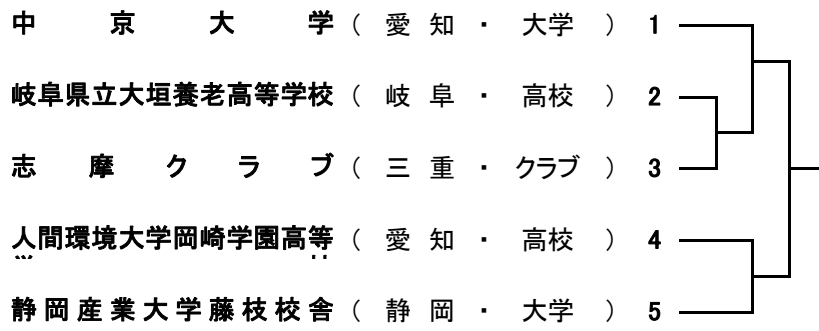 中京大学（愛知・大学）1
岐阜県立大垣養老高等学校（岐阜・高校）2
志摩クラブ（三重・クラブ）3
人間環境大学岡崎学園高等（愛知・高校）4
静岡産業大学藤枝校舎（静岡・大学）5